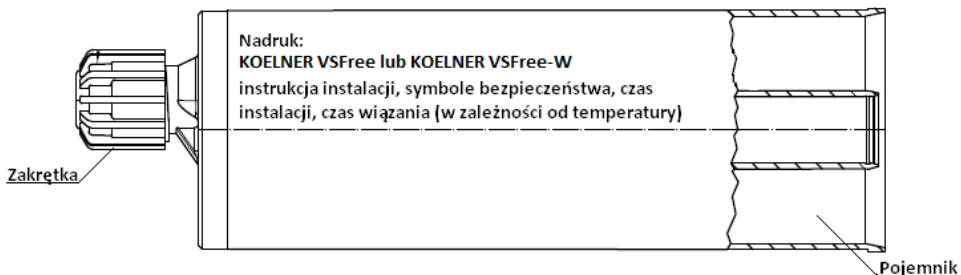 Nadruk:
KOELNER VSFree lub KOELNER VSFree-W
instrukcja instalacji, symbole bezpieczeństwa, czas
instalacji, czas wiązania (w zależności od temperatury)
Zakrętka
Pojemnik